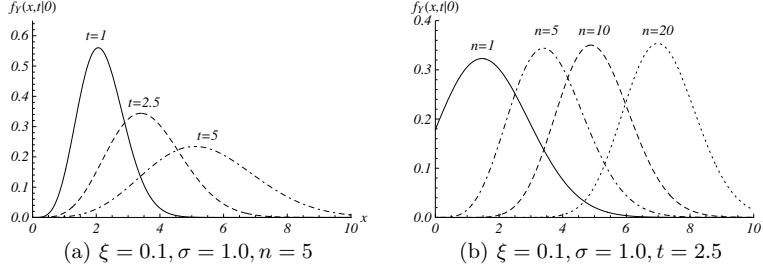 f_Y(x,t|0)
0.6
0.5
0.4
0.3
0.2
0.1
0.0
t=1
t=2.5
t=5
0 2 4 6 8 10
x
(a) ξ = 0.1, σ = 1.0, n = 5
f_Y(x,t|0)
0.4
0.3
0.2
0.1
0.0
n=1
n=5
n=10
n=20
0 2 4 6 8 10
x
(b) ξ = 0.1, σ = 1.0, t = 2.5